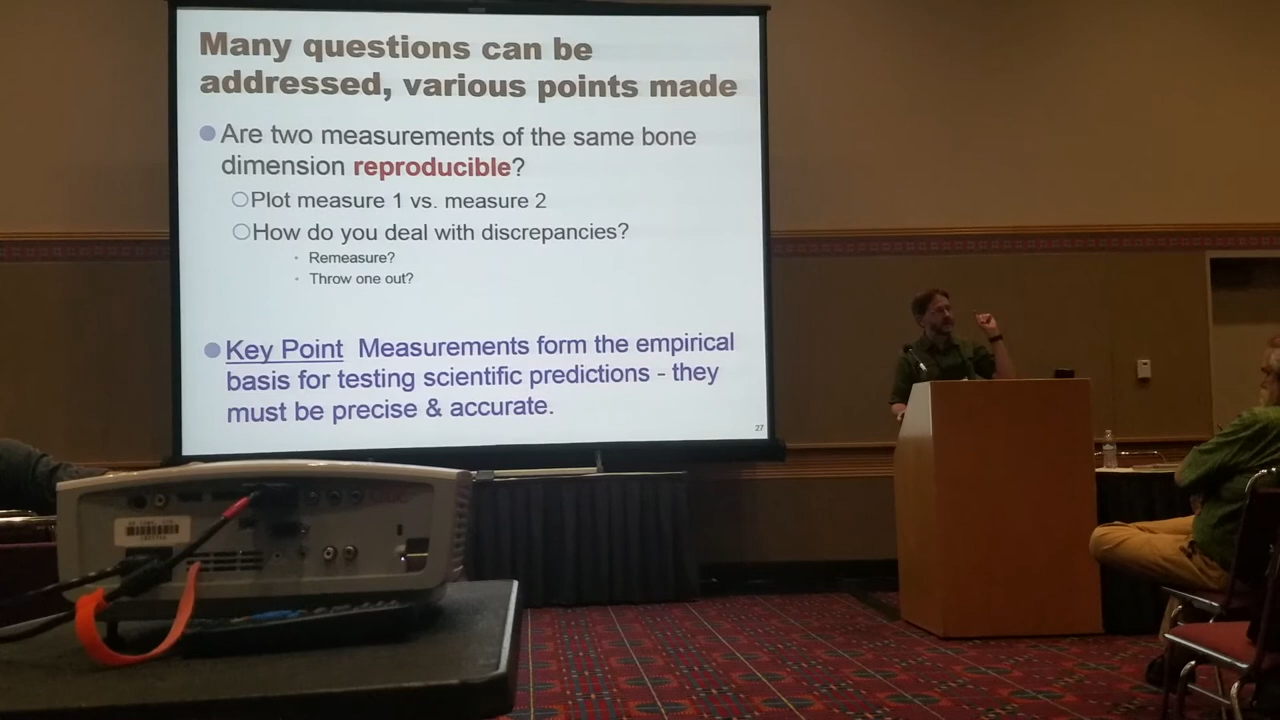 Many questions can be
addressed, various points made
Are two measurements of the same bone
dimension reproducible?
Plot measure 1 vs. measure 2
How do you deal with discrepancies?
Remeasure?
Throw one out?
Key Point Measurements form the empirical
basis for testing scientific predictions - they
must be precise & accurate.
27